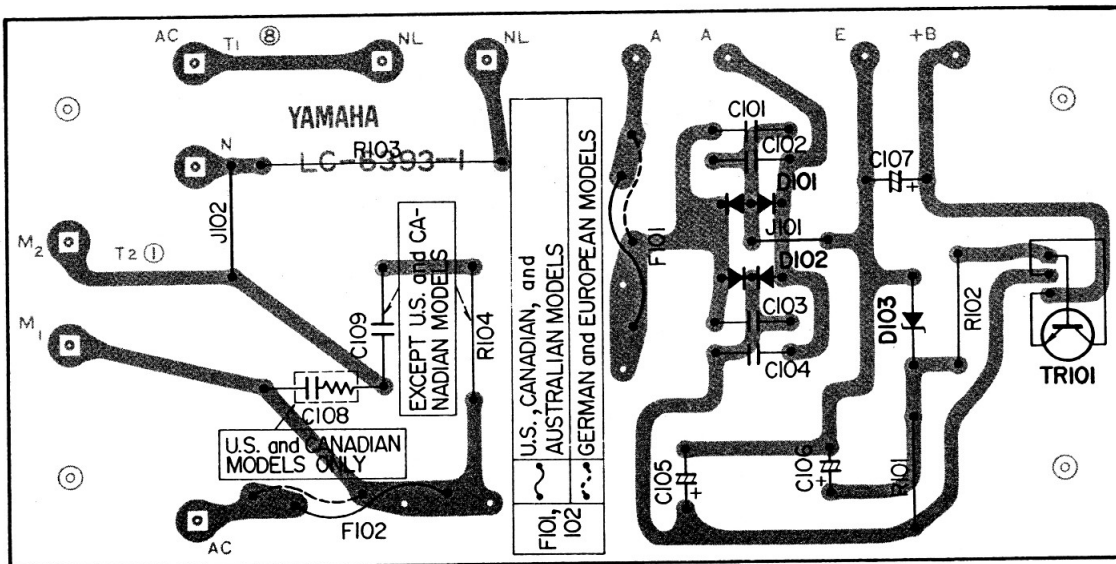 AC
T1 ⑧
NL
NL
A
A
E
+B
YAMAHA
C101
R103
LC-6393-1
C102
C107
N
D101
J102
J101
M2
T2 ①
F101
D102
M1
C109
EXCEPT U.S. and CA-
NADIAN MODELS
R104
C103
D103
R102
C104
TR101
C108
U.S. and CANADIAN
MODELS ONLY
C105
C106
R101
F102
AC
F101,
102
U.S., CANADIAN, and
AUSTRALIAN MODELS
GERMAN and EUROPEAN MODELS
+
+
+